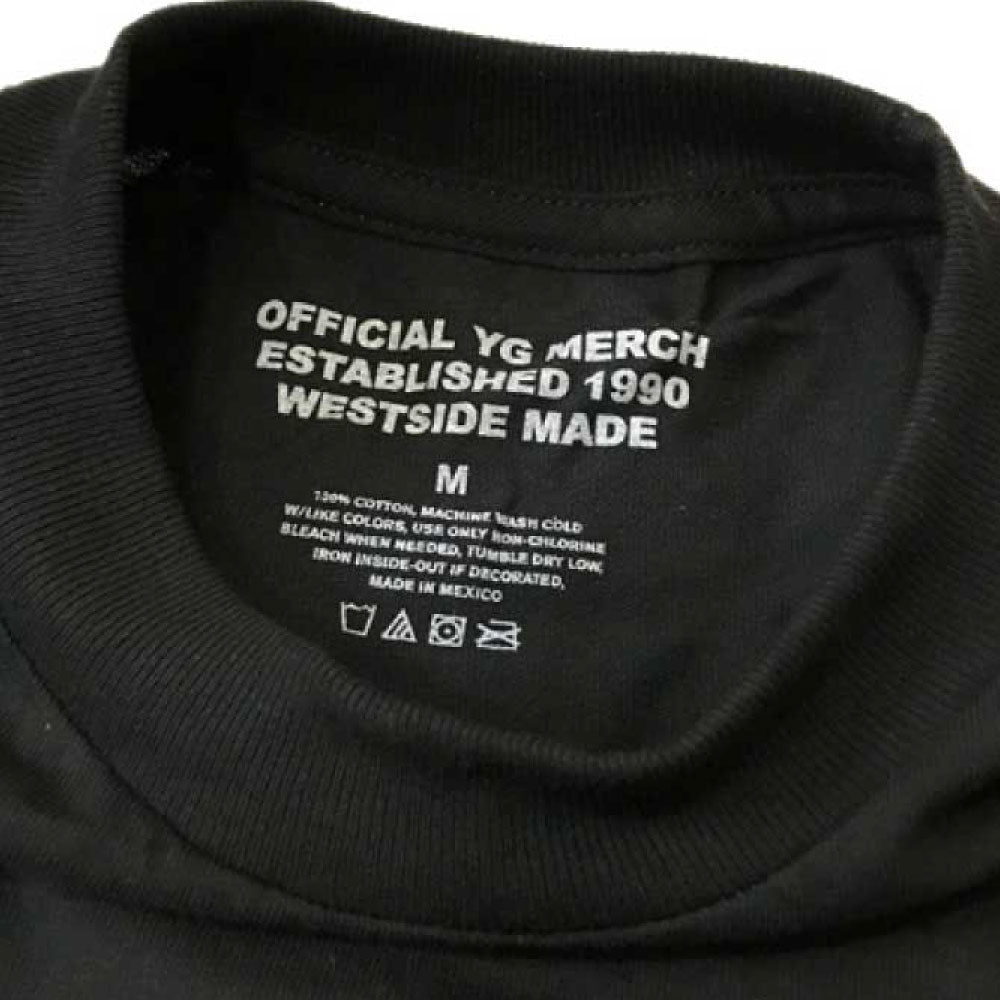 OFFICIAL YG MERCH
ESTABLISHED 1990
WESTSIDE MADE
M
100% COTTON, MACHINE WASH COLD
W/LIKE COLORS, USE ONLY NON-CHLORINE
BLEACH WHEN NEEDED, TUMBLE DRY LOW,
IRON INSIDE-OUT IF DECORATED,
MADE IN MEXICO